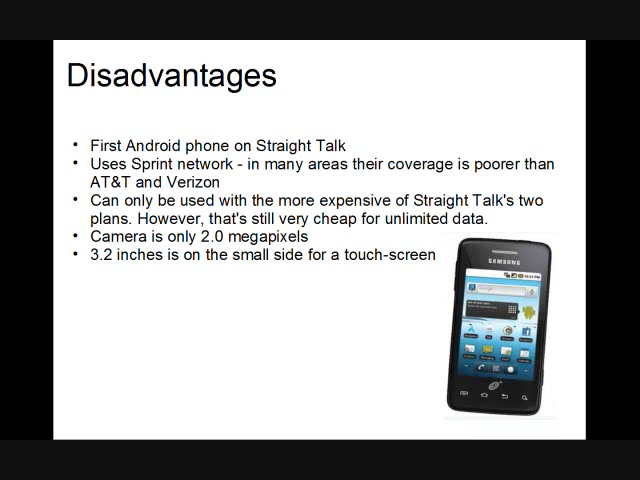 Disadvantages
• First Android phone on Straight Talk
• Uses Sprint network - in many areas their coverage is poorer than
AT&T and Verizon
• Can only be used with the more expensive of Straight Talk's two
plans. However, that's still very cheap for unlimited data.
• Camera is only 2.0 megapixels
• 3.2 inches is on the small side for a touch-screen
SAMSUNG
Google